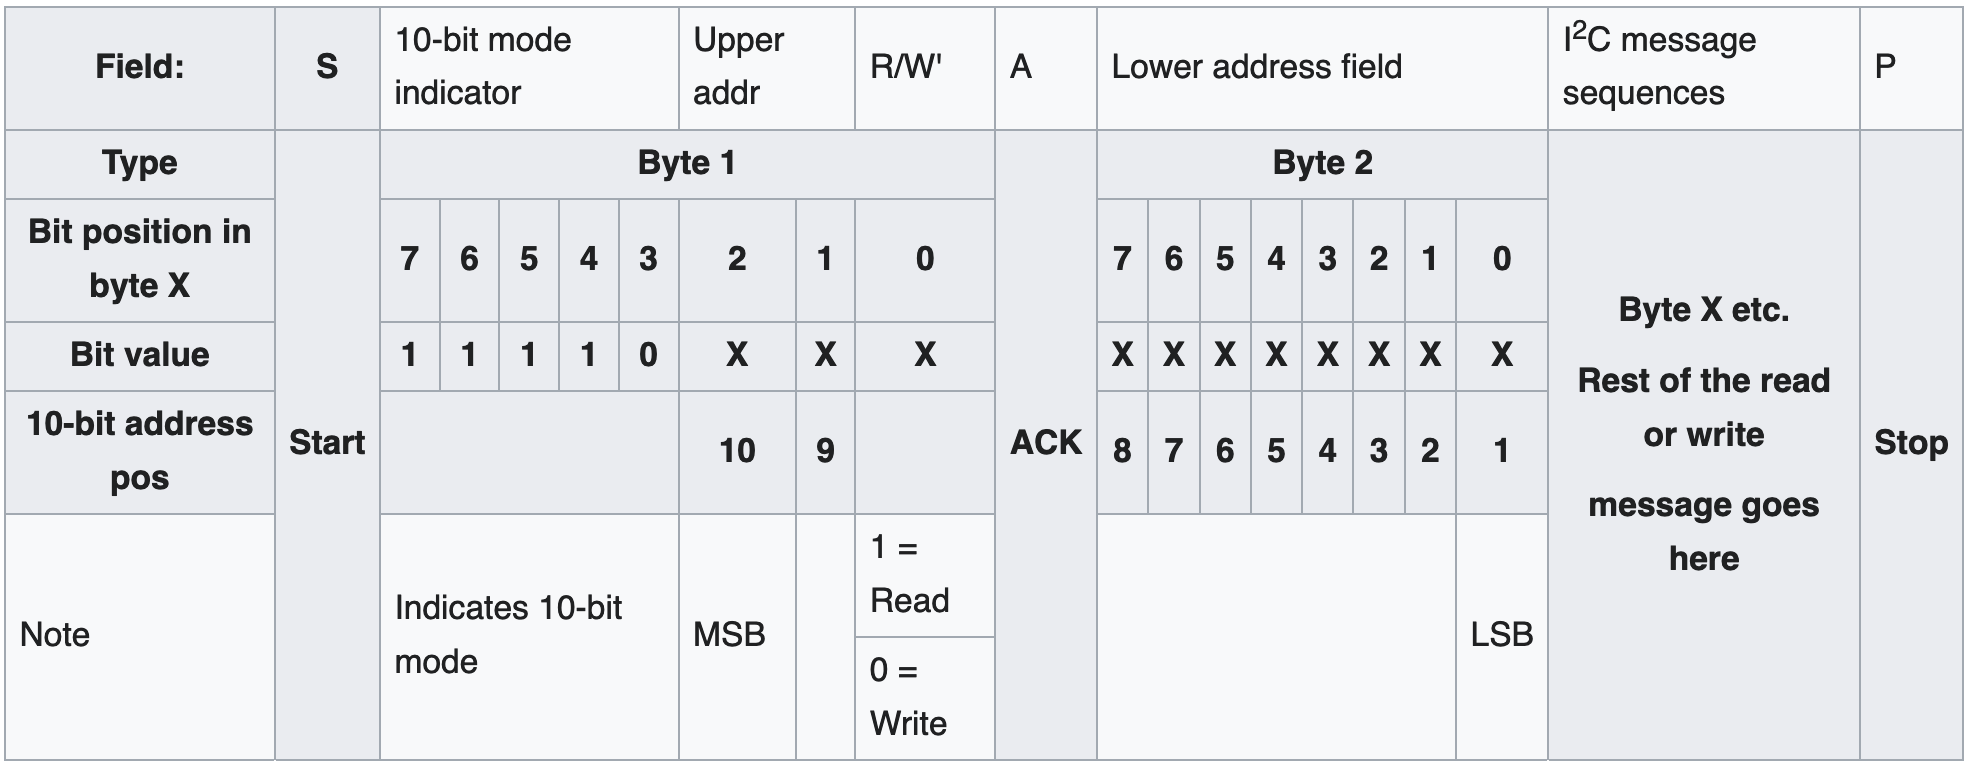 Field: S 10-bit mode indicator Upper addr R/W' A Lower address field I²C message sequences P
Type Byte 1 Byte 2
Bit position in byte X 7 6 5 4 3 2 1 0 7 6 5 4 3 2 1 0
Bit value 1 1 1 1 0 X X X X X X X X X X X
10-bit address pos 10 9 8 7 6 5 4 3 2 1
Start
ACK
Byte X etc.
Rest of the read
or write
message goes
here
Stop
Note Indicates 10-bit mode MSB 1 = Read LSB
0 = Write